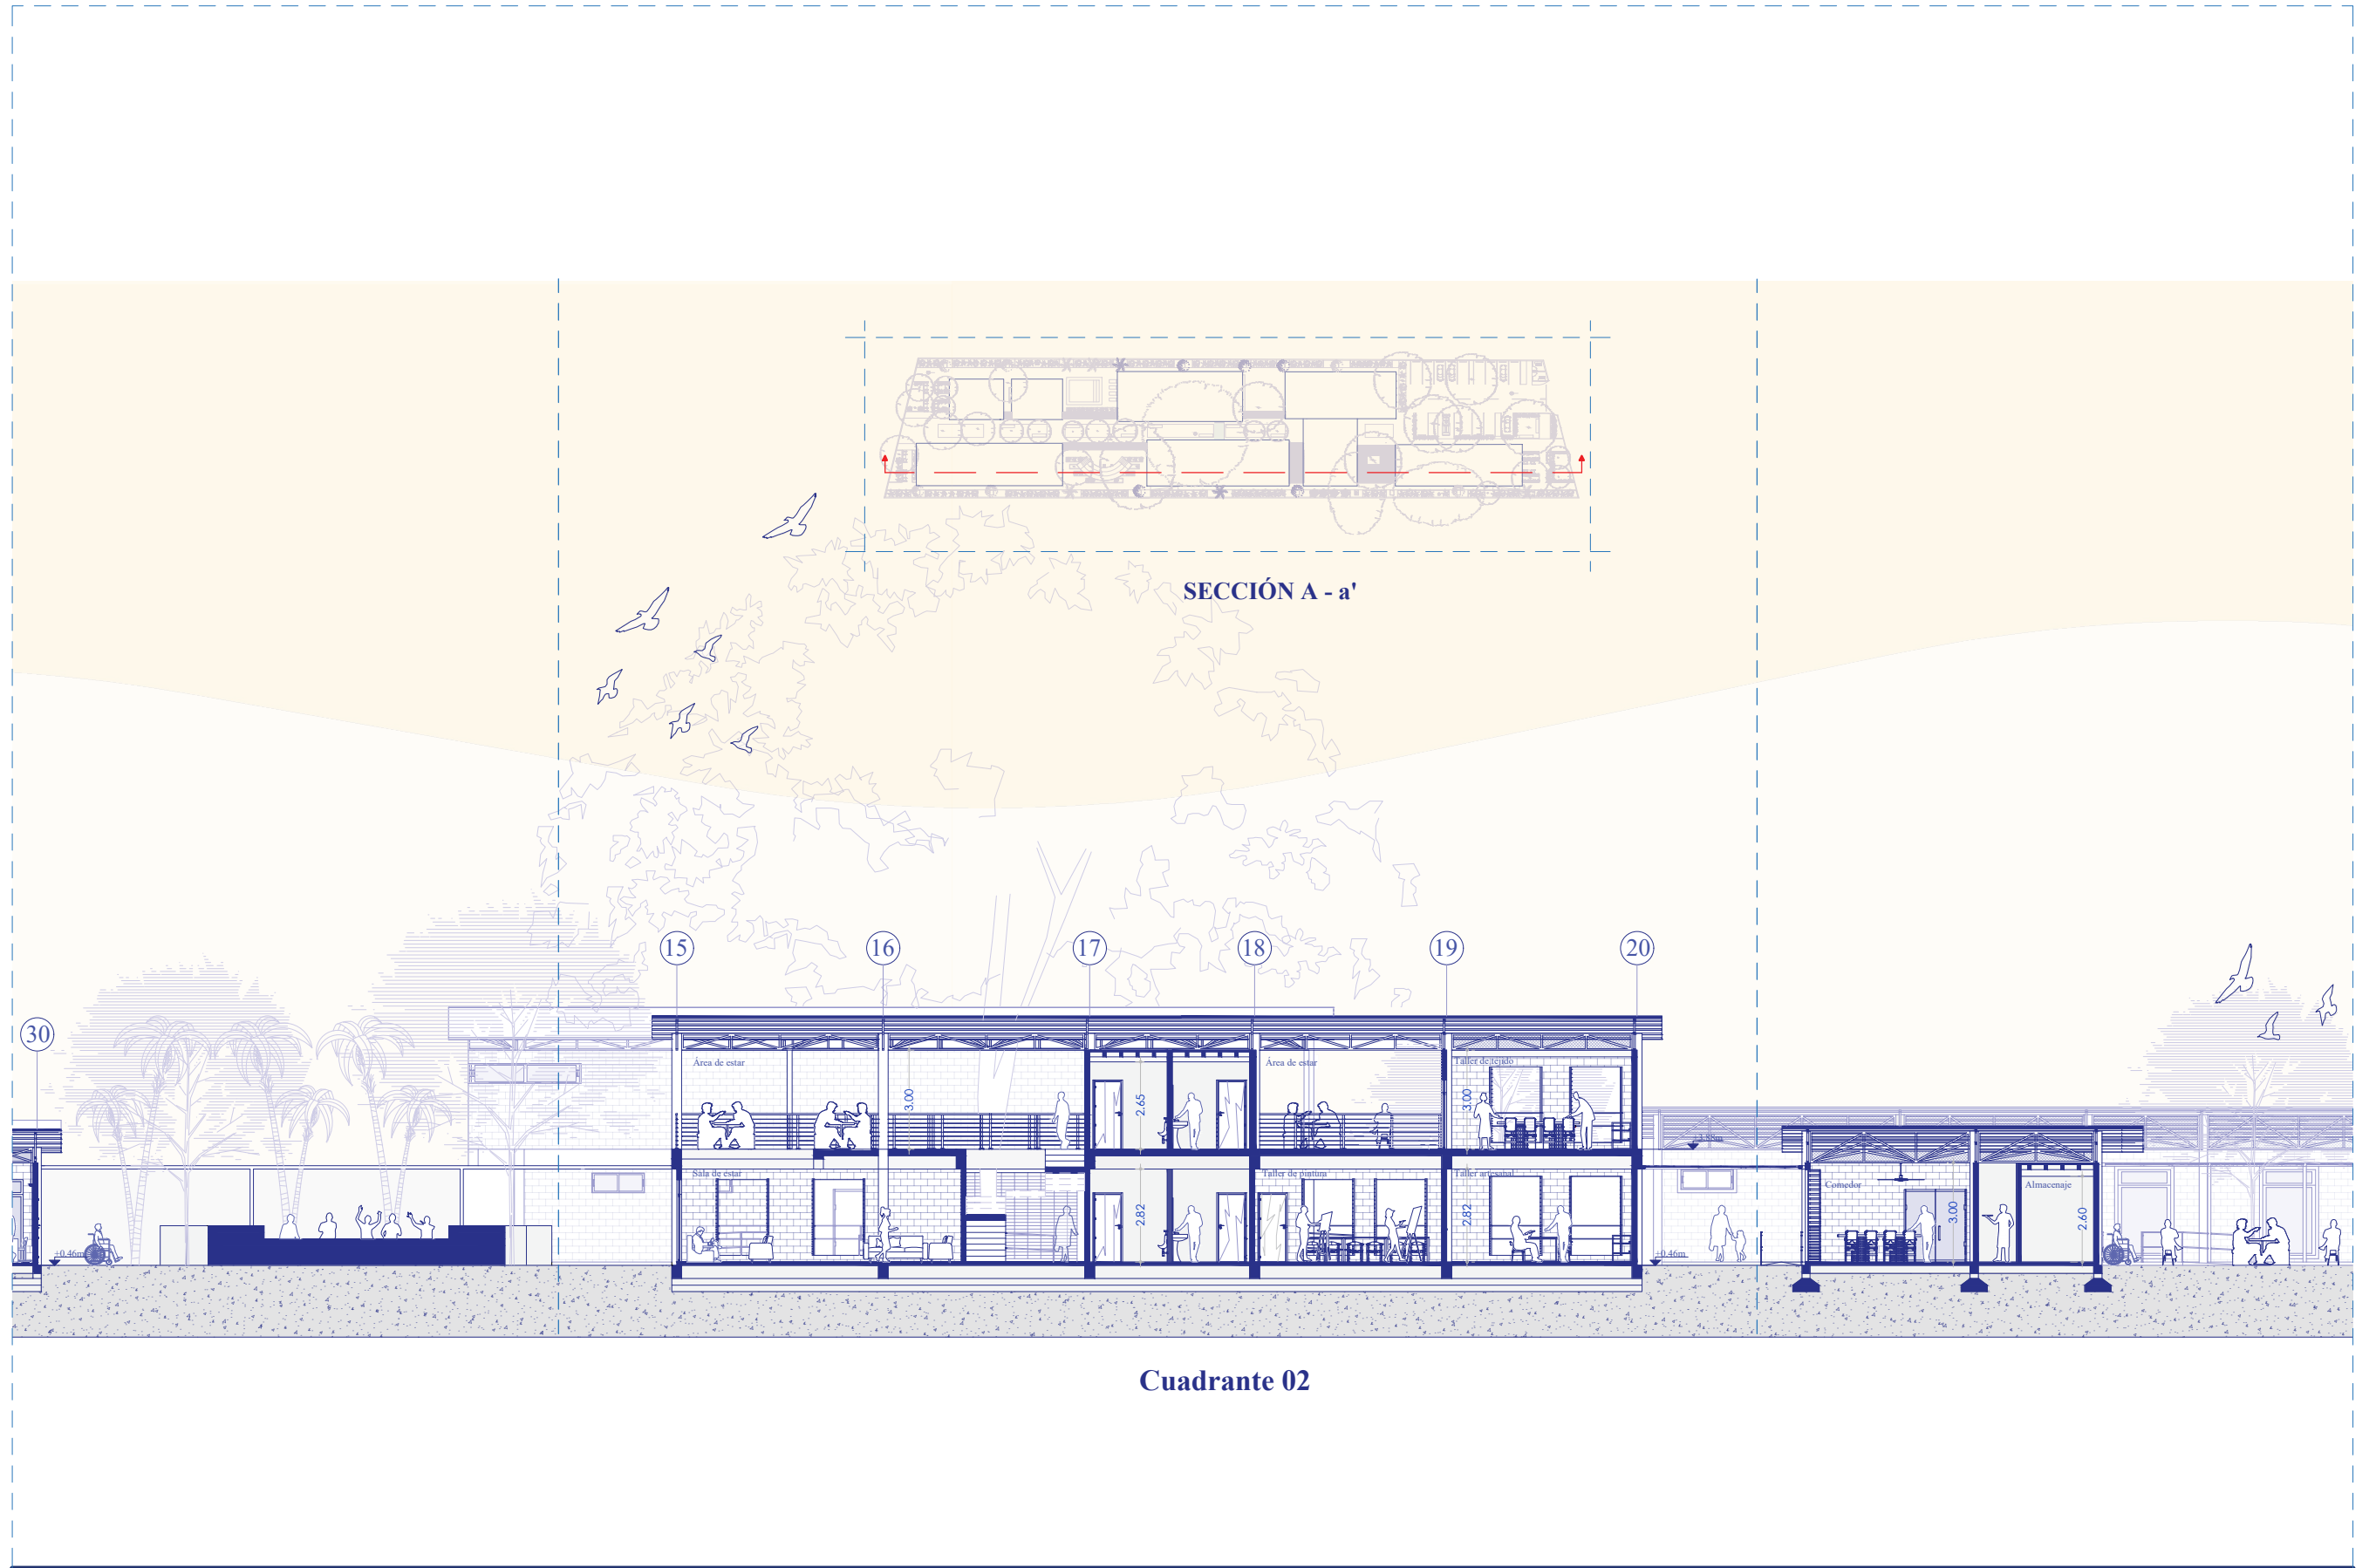 SECCIÓN A - a'
15
16
17
18
19
20
30
Área de estar
3.00
2.65
Área de estar
Taller de tejido
3.00
Sala de estar
2.82
Taller de pintura
Taller artesanal
2.82
Comedor
3.00
Almacenaje
2.60
+0.46m
+0.46m
Cuadrante 02